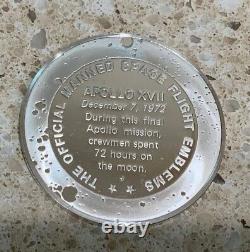 THE OFFICIAL MANNED SPACE FLIGHT EMBLEMS
APOLLO XVII
December 7, 1972
During this final
Apollo mission,
crewmen spent
72 hours on
the moon.